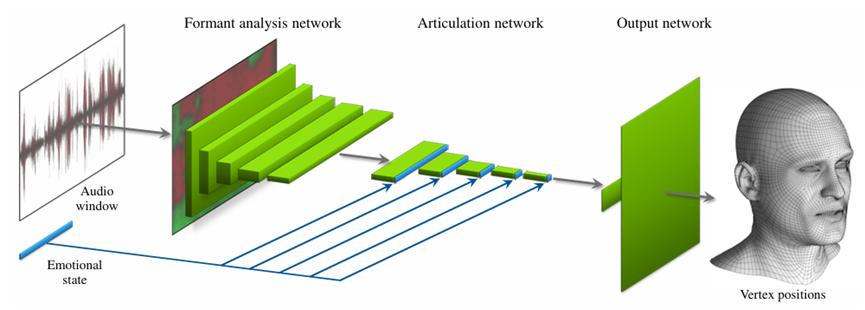 Formant analysis network
Articulation network
Output network
Audio
window
Emotional
state
Vertex positions